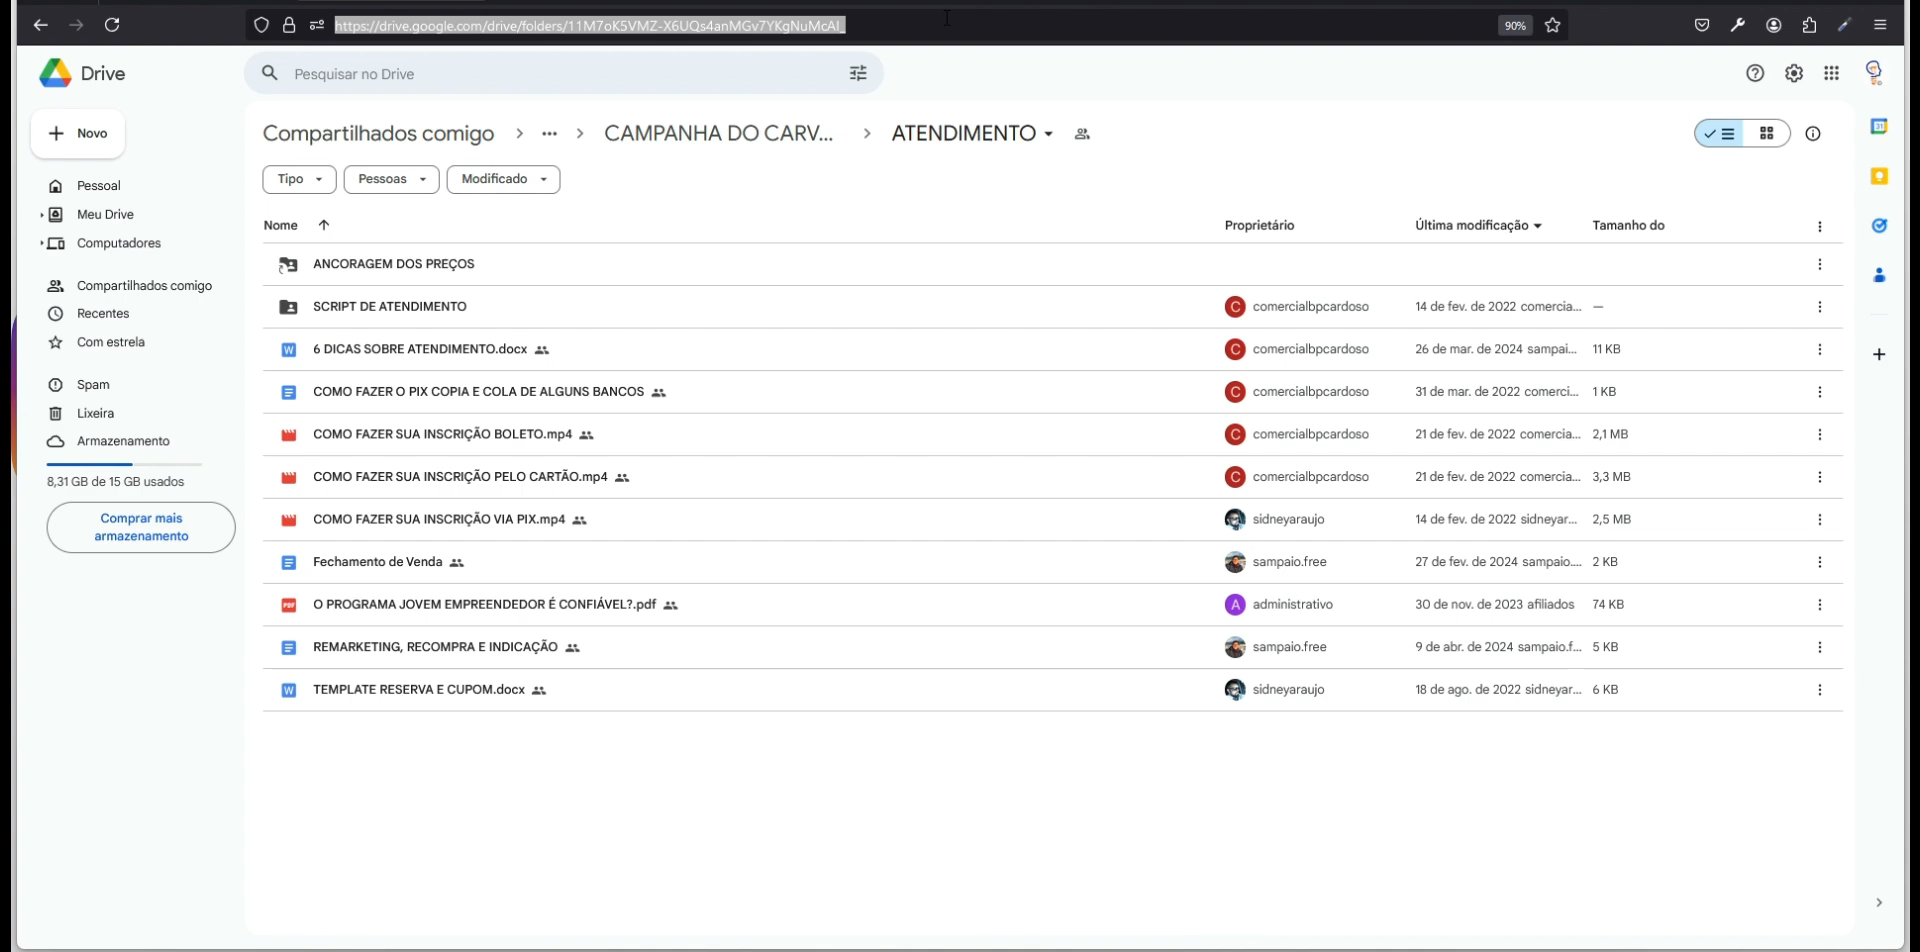 https://drive.google.com/drive/folders/11M7oK5VMZ-X6UQs4anMGv7YKgNuMcAI_
90%
Drive
Pesquisar no Drive
Novo
Compartilhados comigo > ... > CAMPANHA DO CARV... > ATENDIMENTO
Tipo Pessoas Modificado
Pessoal
Meu Drive
Computadores
Compartilhados comigo
Recentes
Com estrela
Spam
Lixeira
Armazenamento
8,31 GB de 15 GB usados
Comprar mais
armazenamento
Nome Proprietário Última modificação Tamanho do
ANCORAGEM DOS PREÇOS
SCRIPT DE ATENDIMENTO C comercialbpcardoso 14 de fev. de 2022 comercia... —
W 6 DICAS SOBRE ATENDIMENTO.docx C comercialbpcardoso 26 de mar. de 2024 sampai... 11 KB
COMO FAZER O PIX COPIA E COLA DE ALGUNS BANCOS C comercialbpcardoso 31 de mar. de 2022 comerci... 1 KB
COMO FAZER SUA INSCRIÇÃO BOLETO.mp4 C comercialbpcardoso 21 de fev. de 2022 comercia... 2,1 MB
COMO FAZER SUA INSCRIÇÃO PELO CARTÃO.mp4 C comercialbpcardoso 21 de fev. de 2022 comercia... 3,3 MB
COMO FAZER SUA INSCRIÇÃO VIA PIX.mp4 sidneyaraujo 14 de fev. de 2022 sidneyar... 2,5 MB
Fechamento de Venda sampaio.free 27 de fev. de 2024 sampaio.... 2 KB
PDF O PROGRAMA JOVEM EMPREENDEDOR É CONFIÁVEL?.pdf A administrativo 30 de nov. de 2023 afiliados 74 KB
REMARKETING, RECOMPRA E INDICAÇÃO sampaio.free 9 de abr. de 2024 sampaio.f... 5 KB
W TEMPLATE RESERVA E CUPOM.docx sidneyaraujo 18 de ago. de 2022 sidneyar... 6 KB
31